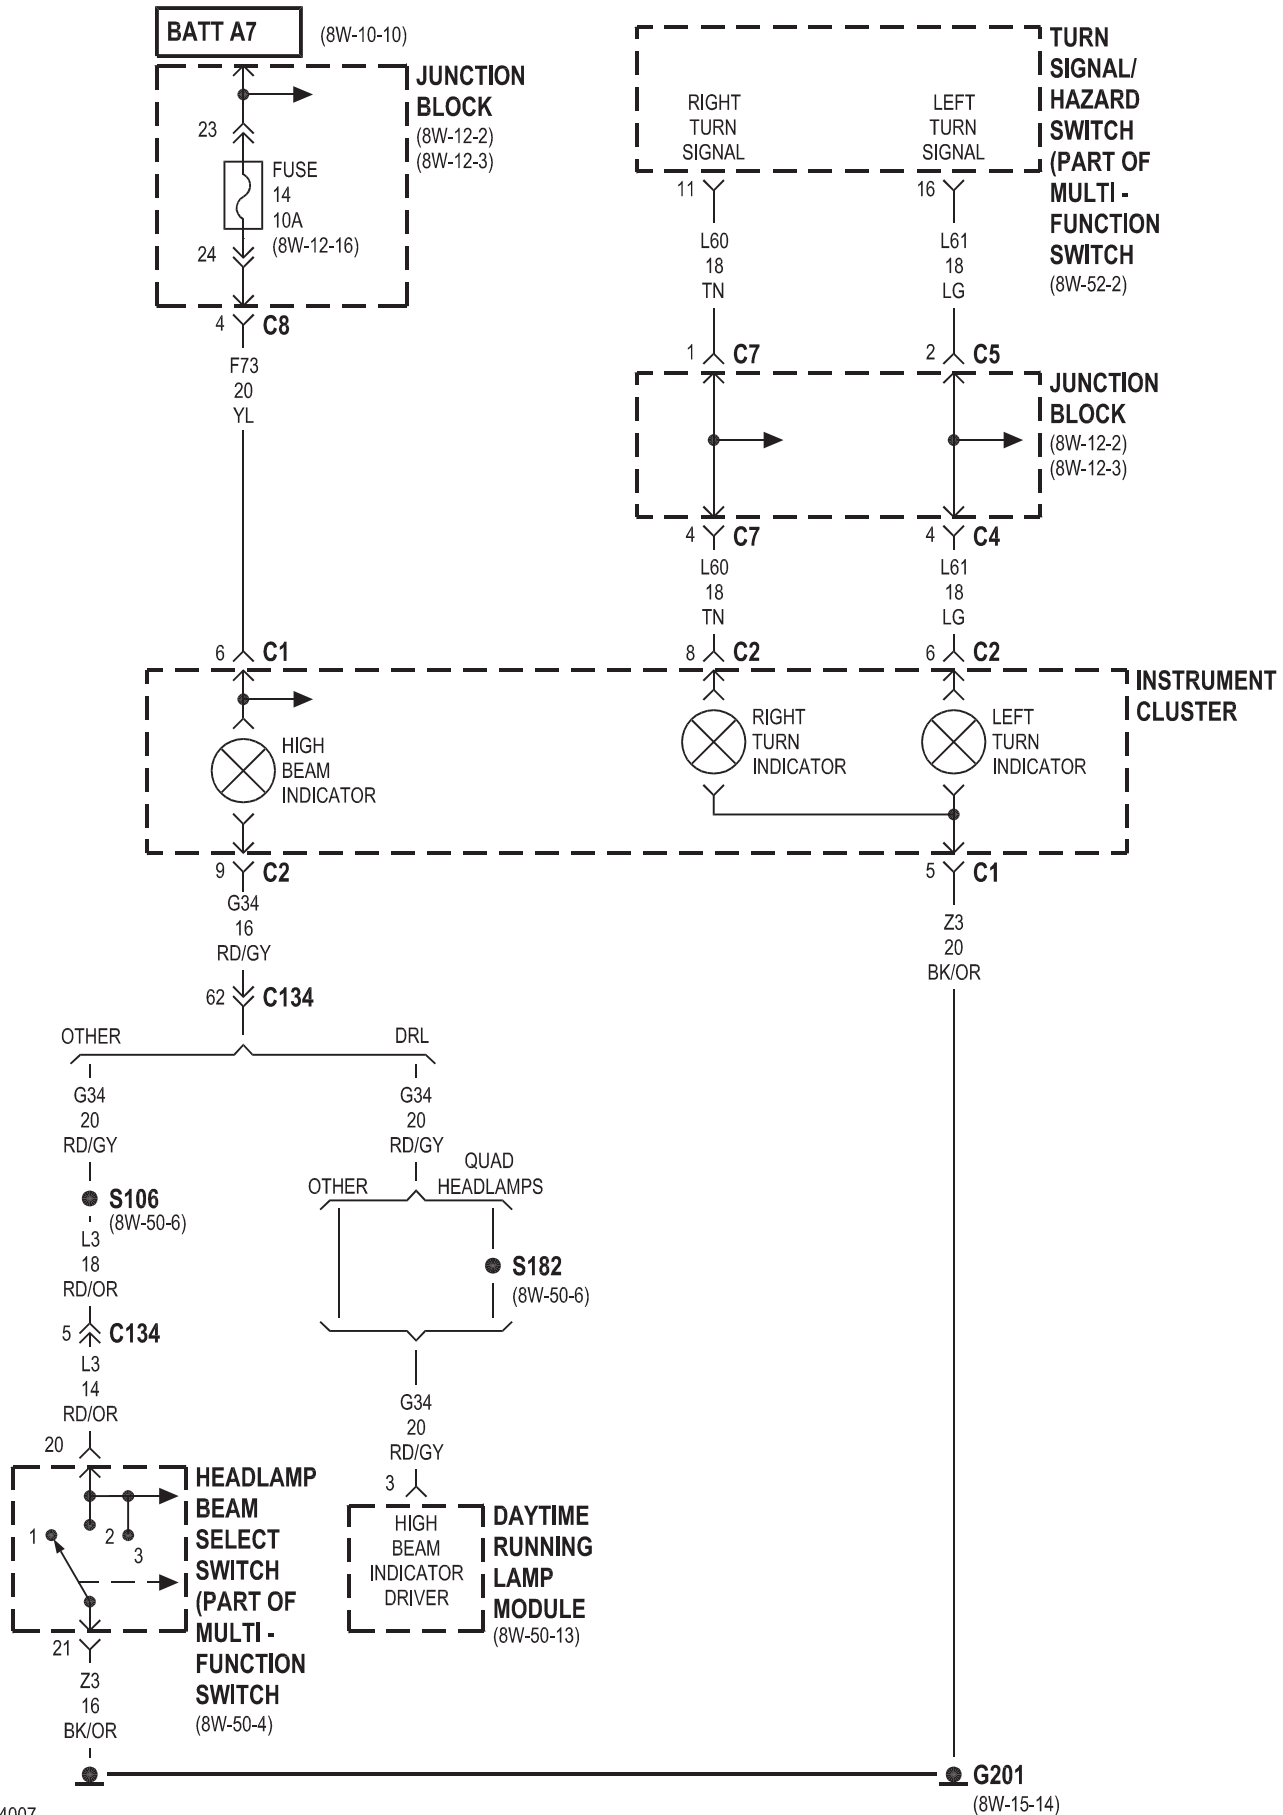 BATT A7
(8W-10-10)
JUNCTION
BLOCK
(8W-12-2)
(8W-12-3)
23
FUSE
14
10A
(8W-12-16)
24
4
C8
F73
20
YL
TURN
SIGNAL/
HAZARD
SWITCH
(PART OF
MULTI -
FUNCTION
SWITCH
(8W-52-2)
RIGHT
TURN
SIGNAL
LEFT
TURN
SIGNAL
11
16
L60
18
TN
L61
18
LG
1
C7
2
C5
JUNCTION
BLOCK
(8W-12-2)
(8W-12-3)
4
C7
4
C4
L60
18
TN
L61
18
LG
6
C1
8
C2
6
C2
INSTRUMENT
CLUSTER
HIGH
BEAM
INDICATOR
RIGHT
TURN
INDICATOR
LEFT
TURN
INDICATOR
9
C2
5
C1
G34
16
RD/GY
Z3
20
BK/OR
62
C134
OTHER
DRL
G34
20
RD/GY
G34
20
RD/GY
S106
(8W-50-6)
L3
18
RD/OR
5
C134
L3
14
RD/OR
OTHER
QUAD
HEADLAMPS
S182
(8W-50-6)
G34
20
RD/GY
20
3
HEADLAMP
BEAM
SELECT
SWITCH
(PART OF
MULTI -
FUNCTION
SWITCH
(8W-50-4)
1
2
3
HIGH
BEAM
INDICATOR
DRIVER
DAYTIME
RUNNING
LAMP
MODULE
(8W-50-13)
21
Z3
16
BK/OR
G201
(8W-15-14)